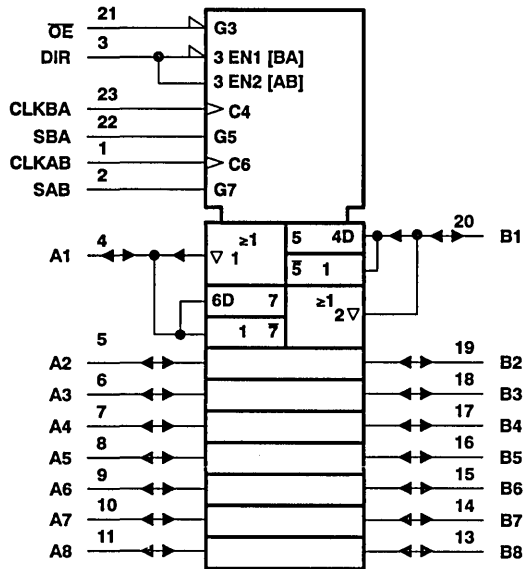 21
O̅E̅ G3
3
DIR 3 EN1 [BA]
3 EN2 [AB]
23
CLKBA C4
22
SBA G5
1
CLKAB C6
2
SAB G7
20
4 ≥1 5 4D B1
A1 ▽ 1 5̅ 1
6D 7 ≥1
1 7̅ 2 ▽
5 19
A2 B2
6 18
A3 B3
7 17
A4 B4
8 16
A5 B5
9 15
A6 B6
10 14
A7 B7
11 13
A8 B8